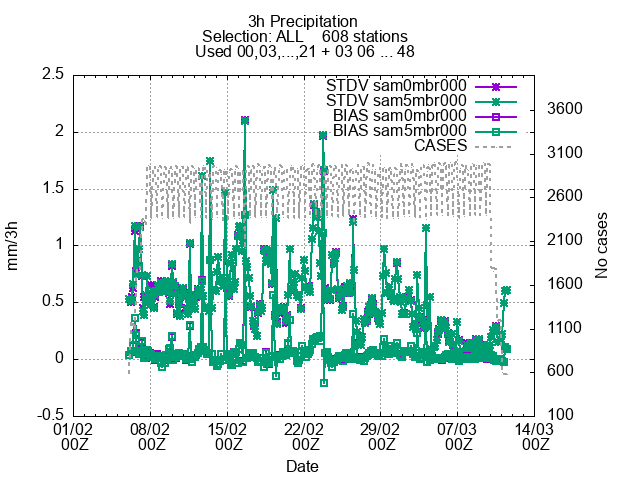 3h Precipitation
Selection: ALL 608 stations
Used 00,03,...,21 + 03 06 ... 48
STDV sam0mbr000
STDV sam5mbr000
BIAS sam0mbr000
BIAS sam5mbr000
CASES
mm/3h
2.5
2
1.5
1
0.5
0
-0.5
No cases
3600
3100
2600
2100
1600
1100
600
100
01/02 08/02 15/02 22/02 29/02 07/03 14/03
00Z 00Z 00Z 00Z 00Z 00Z 00Z
Date